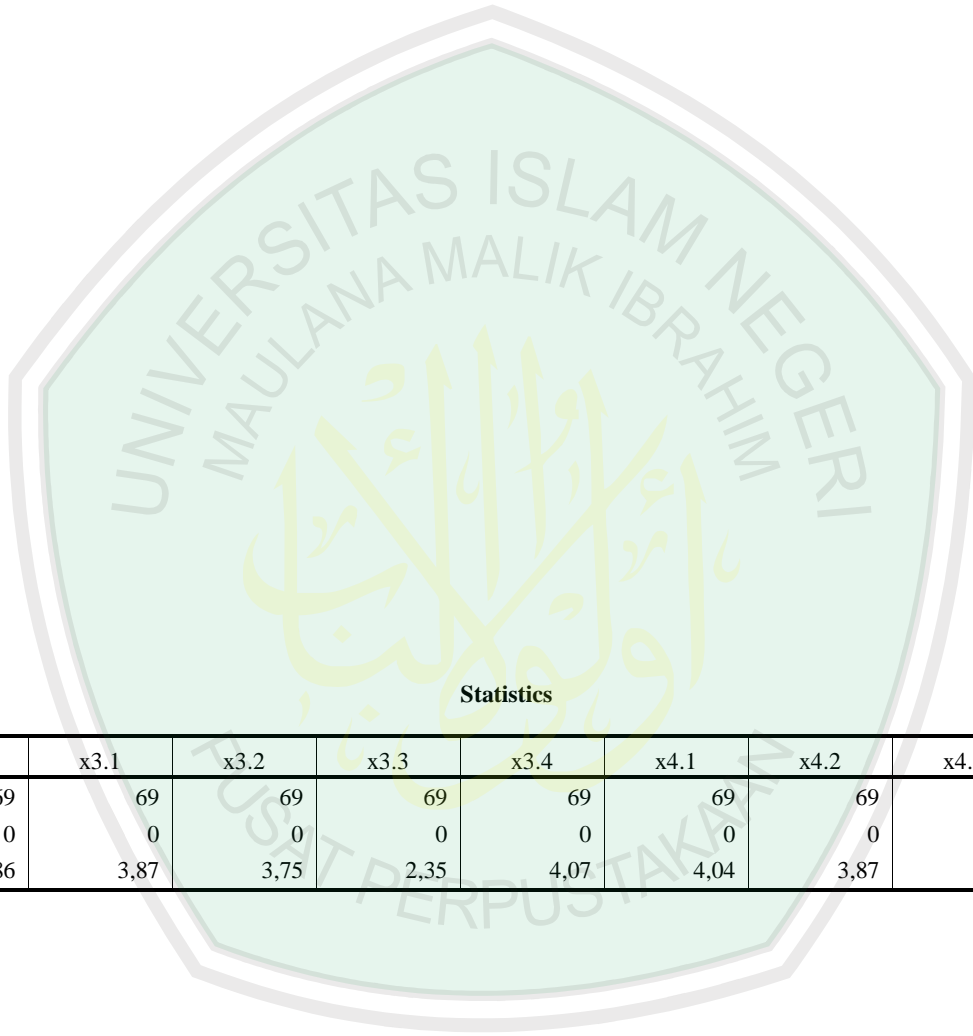 UNIVERSITAS ISLAM NEGERI
MAULANA MALIK IBRAHIM
Statistics
x3.1 x3.2 x3.3 x3.4 x4.1 x4.2 x4.
69 69 69 69 69 69 69
0 0 0 0 0 0 0
36 3,87 3,75 2,35 4,07 4,04 3,87
PUSAT PERPUSTAKAAN